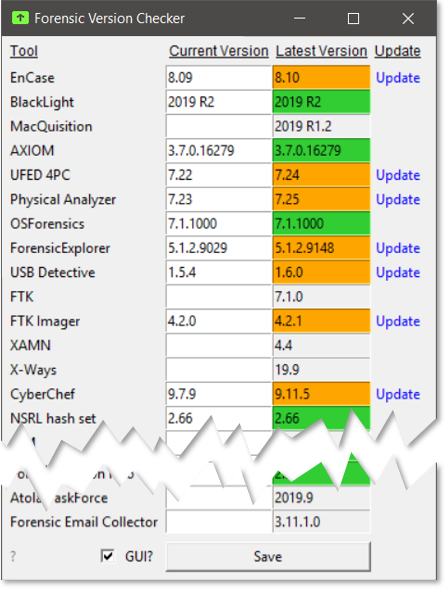 Forensic Version Checker
Tool Current Version Latest Version Update
EnCase 8.09 8.10 Update
BlackLight 2019 R2 2019 R2
MacQuisition 2019 R1.2
AXIOM 3.7.0.16279 3.7.0.16279
UFED 4PC 7.22 7.24 Update
Physical Analyzer 7.23 7.25 Update
OSForensics 7.1.1000 7.1.1000
ForensicExplorer 5.1.2.9029 5.1.2.9148 Update
USB Detective 1.5.4 1.6.0 Update
FTK 7.1.0
FTK Imager 4.2.0 4.2.1 Update
XAMN 4.4
X-Ways 19.9
CyberChef 9.7.9 9.11.5 Update
NSRL hash set 2.66 2.66
Atola TaskForce 2019.9
Forensic Email Collector 3.11.1.0
? GUI? Save